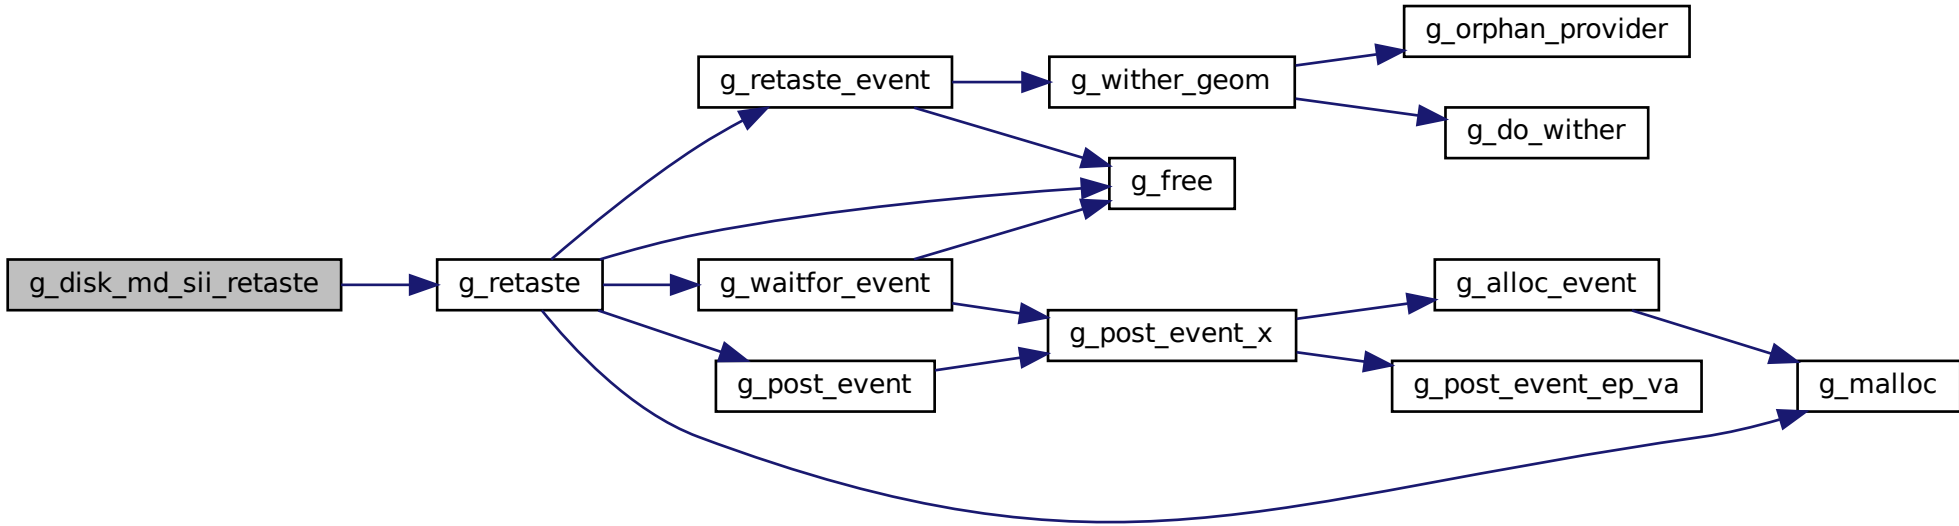 g_orphan_provider
g_retaste_event
g_wither_geom
g_do_wither
g_free
g_disk_md_sii_retaste
g_retaste
g_waitfor_event
g_alloc_event
g_post_event_x
g_post_event
g_post_event_ep_va
g_malloc